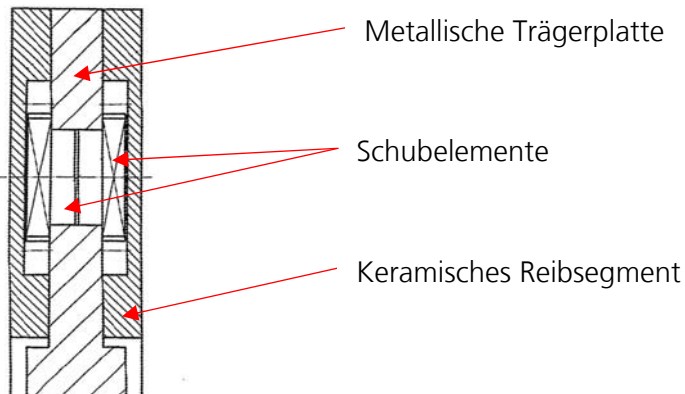 Metallische Trägerplatte
Schubelemente
Keramisches Reibsegment